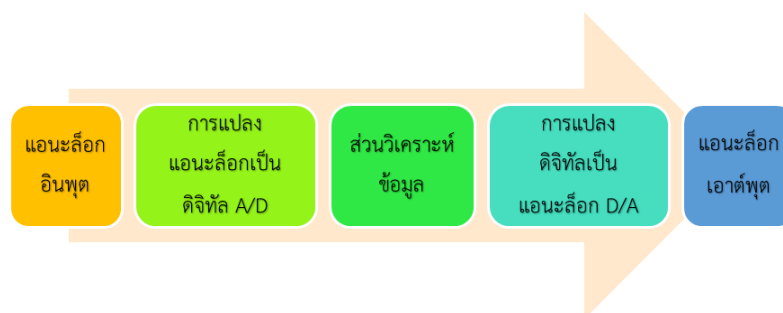 แอนะล็อก
อินพุต
การแปลง
แอนะล็อกเป็น
ดิจิทัล A/D
ส่วนวิเคราะห์
ข้อมูล
การแปลง
ดิจิทัลเป็น
แอนะล็อก D/A
แอนะล็อก
เอาต์พุต